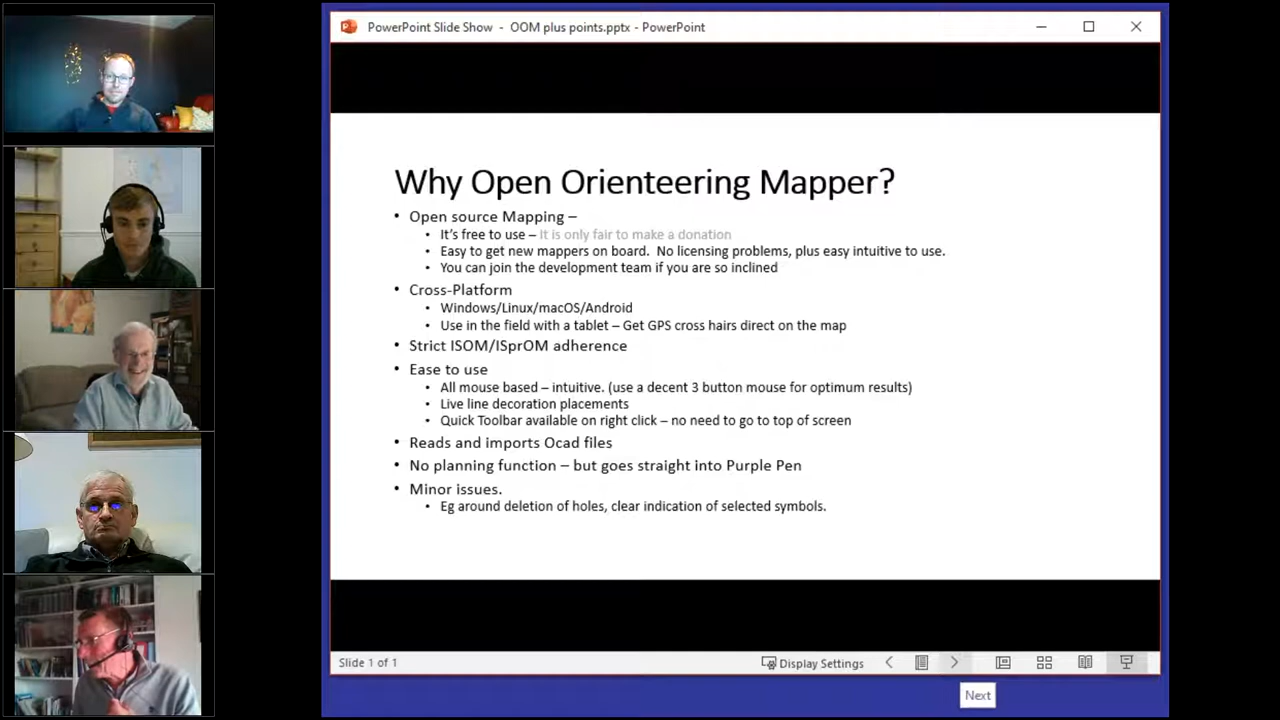 PowerPoint Slide Show - OOM plus points.pptx - PowerPoint
Why Open Orienteering Mapper?
• Open source Mapping –
• It's free to use – It is only fair to make a donation
• Easy to get new mappers on board. No licensing problems, plus easy intuitive to use.
• You can join the development team if you are so inclined
• Cross-Platform
• Windows/Linux/macOS/Android
• Use in the field with a tablet – Get GPS cross hairs direct on the map
• Strict ISOM/ISprOM adherence
• Ease to use
• All mouse based – intuitive. (use a decent 3 button mouse for optimum results)
• Live line decoration placements
• Quick Toolbar available on right click – no need to go to top of screen
• Reads and imports Ocad files
• No planning function – but goes straight into Purple Pen
• Minor issues.
• Eg around deletion of holes, clear indication of selected symbols.
Slide 1 of 1
Display Settings
Next